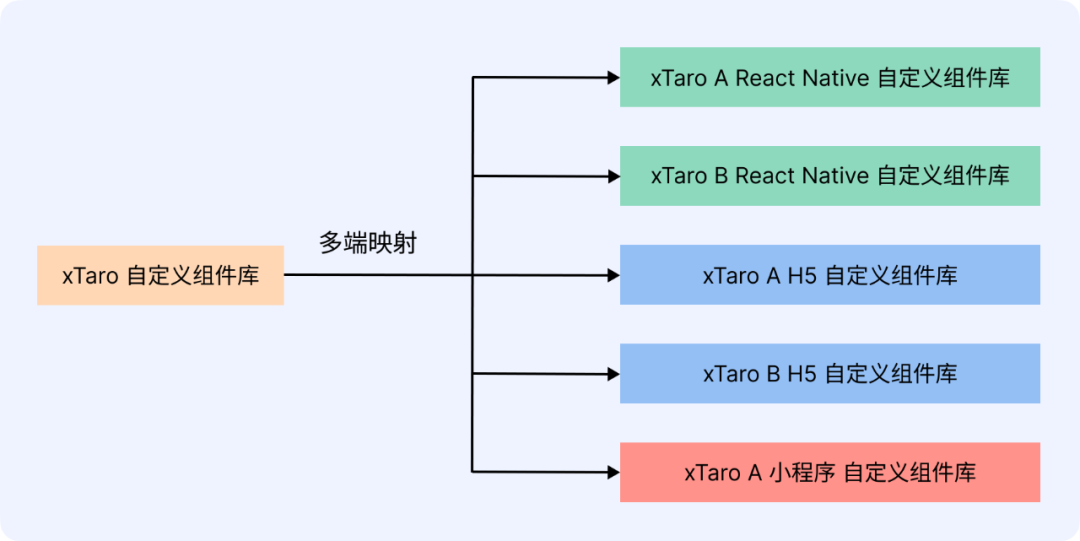 xTaro A React Native 自定义组件库
xTaro B React Native 自定义组件库
多端映射
xTaro 自定义组件库
xTaro A H5 自定义组件库
xTaro B H5 自定义组件库
xTaro A 小程序 自定义组件库